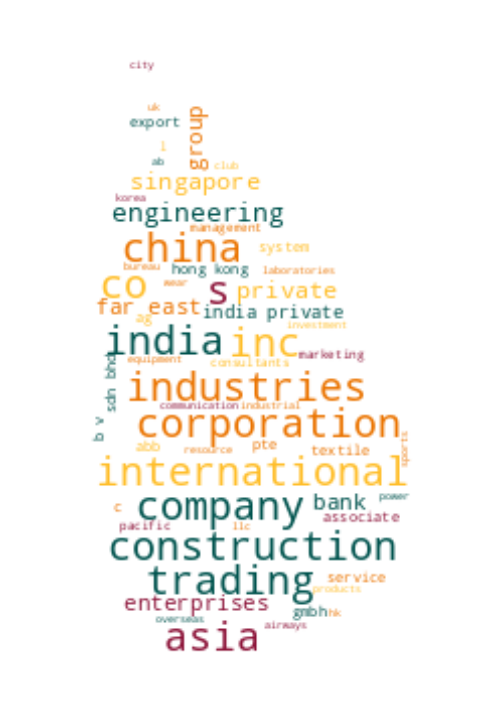 city
uk
export
group
l
ab
club
singapore
korea
engineering
management
china
system
bureau
hong kong
laboratories
co
wear
s
private
far east
india private
ag
investment
india
inc
marketing
equipment
consultants
sdn bhd
industries
communication
industrial
corporation
b v
abb
resource
pte
textile
sports
international
company
bank
power
c
associate
pacific
llc
construction
trading
service
products
enterprises
gmbh
hk
overseas
airways
asia